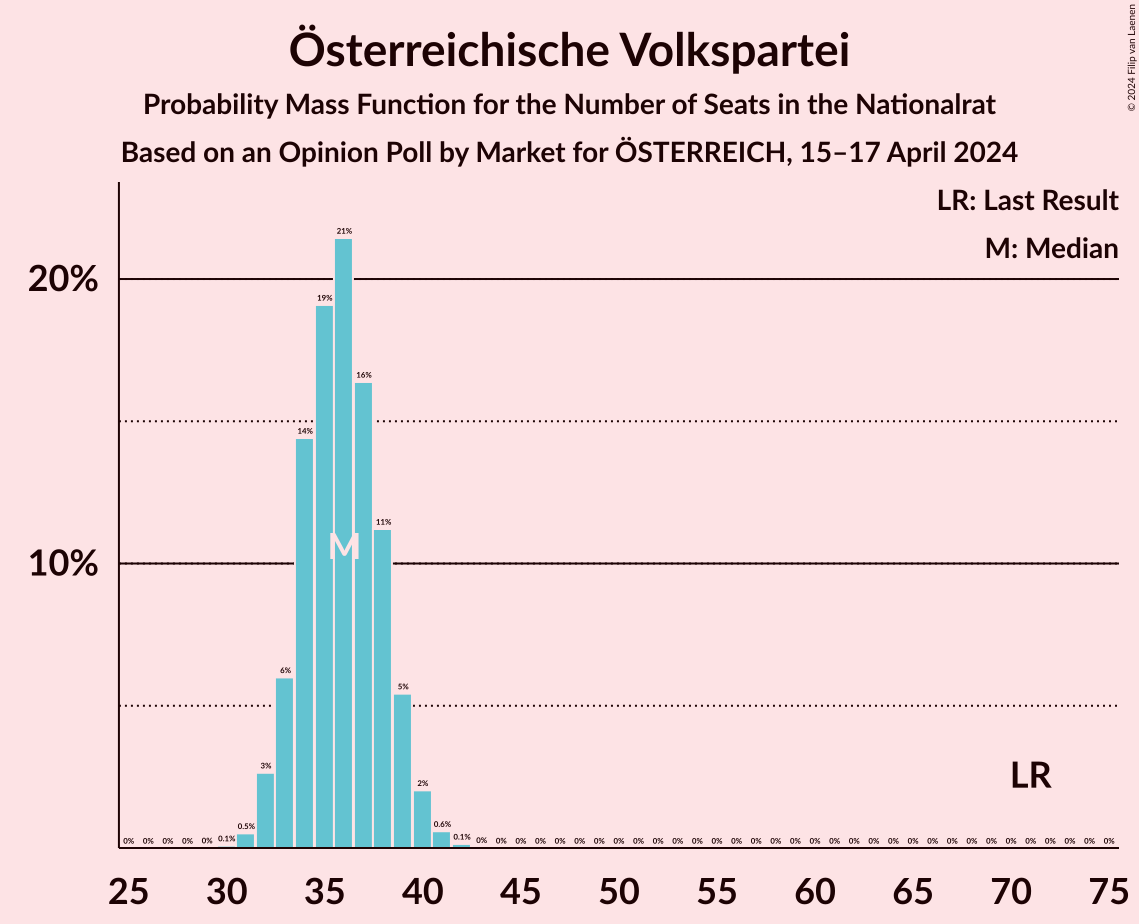 Österreichische Volkspartei
Probability Mass Function for the Number of Seats in the Nationalrat
Based on an Opinion Poll by Market for ÖSTERREICH, 15–17 April 2024
© 2024 Filip van Laenen
LR: Last Result
M: Median
20%
10%
0% 0% 0% 0% 0% 0.1% 0.5% 3% 6% 14% 19% 21% 16% 11% 5% 2% 0.6% 0.1% 0% 0% 0% 0% 0% 0% 0% 0% 0% 0% 0% 0% 0% 0% 0% 0% 0% 0% 0% 0% 0% 0% 0% 0% 0% 0% 0% 0% 0% 0% 0% 0% 0%
M
LR
25 30 35 40 45 50 55 60 65 70 75